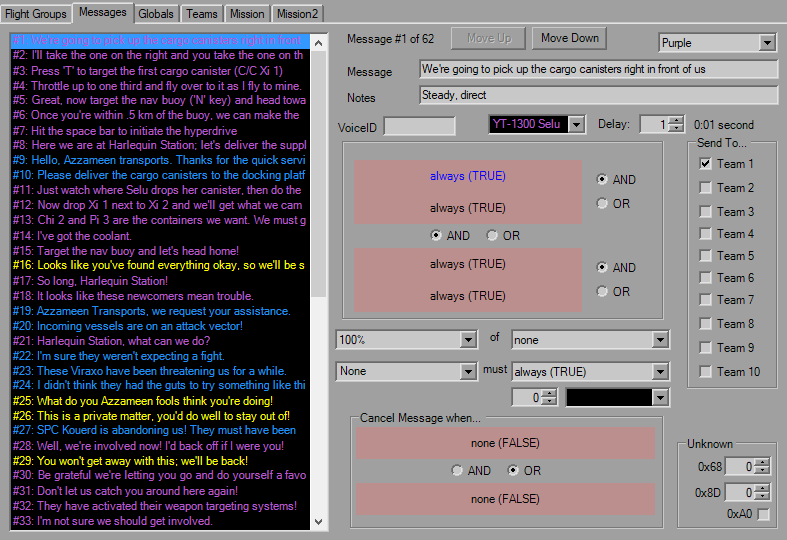 Flight Groups Messages Globals Teams Mission Mission2
#1: We're going to pick up the cargo canisters right in front
#2: I'll take the one on the right and you take the one on th
#3: Press 'T' to target the first cargo canister (C/C Xi 1)
#4: Throttle up to one third and fly over to it as I fly to mine.
#5: Great, now target the nav buoy ('N' key) and head towa
#6: Once you're within .5 km of the buoy, we can make the
#7: Hit the space bar to initiate the hyperdrive
#8: Here we are at Harlequin Station; let's deliver the suppl
#9: Hello, Azzameen transports. Thanks for the quick servi
#10: Please deliver the cargo canisters to the docking platf
#11: Just watch where Selu drops her canister, then do the
#12: Now drop Xi 1 next to Xi 2 and we'll get what we cam
#13: Chi 2 and Pi 3 are the containers we want. We must g
#14: I've got the coolant.
#15: Target the nav buoy and let's head home!
#16: Looks like you've found everything okay, so we'll be s
#17: So long, Harlequin Station!
#18: It looks like these newcomers mean trouble.
#19: Azzameen Transports, we request your assistance.
#20: Incoming vessels are on an attack vector!
#21: Harlequin Station, what can we do?
#22: I'm sure they weren't expecting a fight.
#23: These Viraxo have been threatening us for a while.
#24: I didn't think they had the guts to try something like thi
#25: What do you Azzameen fools think you're doing!
#26: This is a private matter, you'd do well to stay out of!
#27: SPC Kouerd is abandoning us! They must have been
#28: Well, we're involved now! I'd back off if I were you!
#29: You won't get away with this; we'll be back!
#30: Be grateful we're letting you go and do yourself a favo
#31: Don't let us catch you around here again!
#32: They have activated their weapon targeting systems!
#33: I'm not sure we should get involved.
Message #1 of 62 Move Up Move Down Purple
Message We're going to pick up the cargo canisters right in front of us
Notes Steady, direct
VoiceID YT-1300 Selu Delay: 1 0:01 second
always (TRUE)
always (TRUE)
AND
OR
AND OR
always (TRUE)
always (TRUE)
AND
OR
Send To...
Team 1
Team 2
Team 3
Team 4
Team 5
Team 6
Team 7
Team 8
Team 9
Team 10
100% of none
None must always (TRUE)
0
Cancel Message when...
none (FALSE)
AND OR
none (FALSE)
Unknown
0x68 0
0x8D 0
0xA0